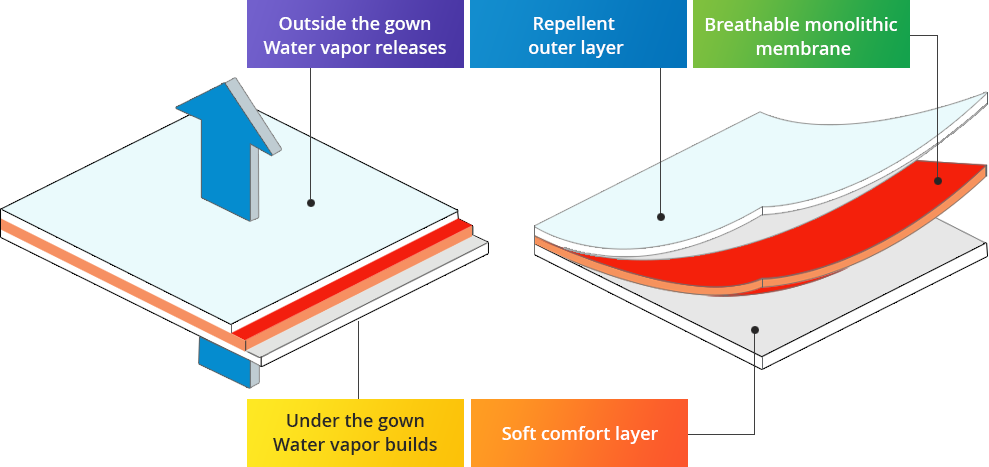 Outside the gown
Water vapor releases
Repellent
outer layer
Breathable monolithic
membrane
Under the gown
Water vapor builds
Soft comfort layer